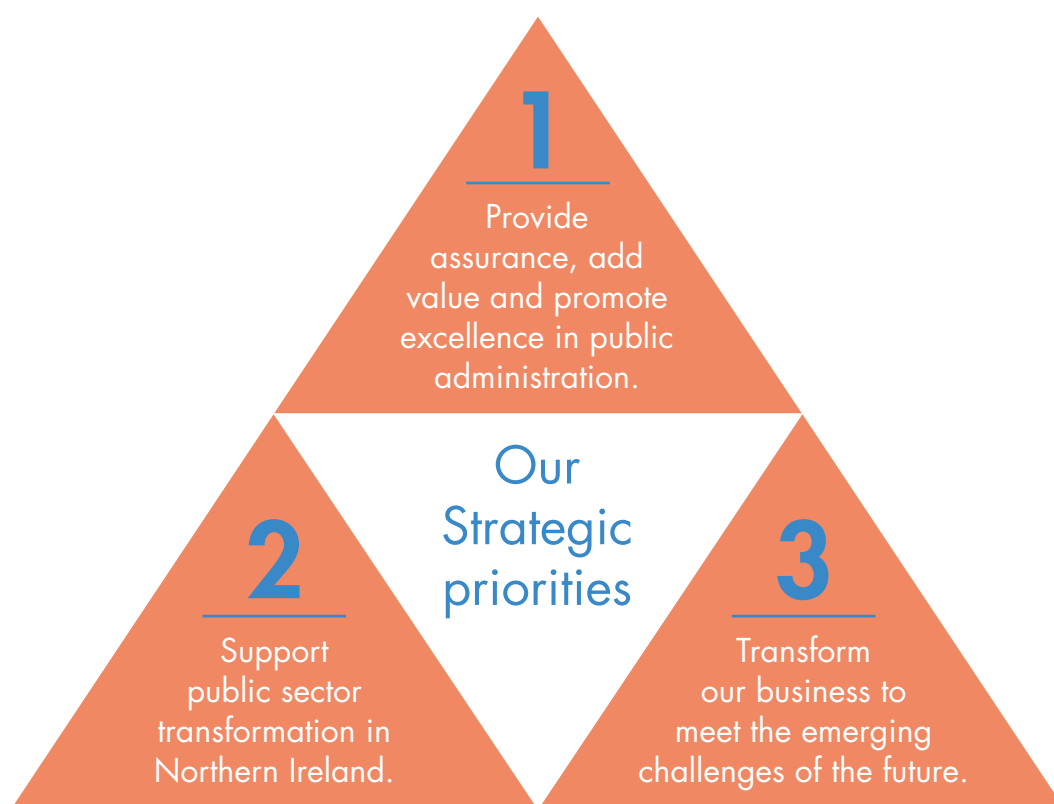 1
Provide
assurance, add
value and promote
excellence in public
administration.
Our
Strategic
priorities
2
Support
public sector
transformation in
Northern Ireland.
3
Transform
our business to
meet the emerging
challenges of the future.